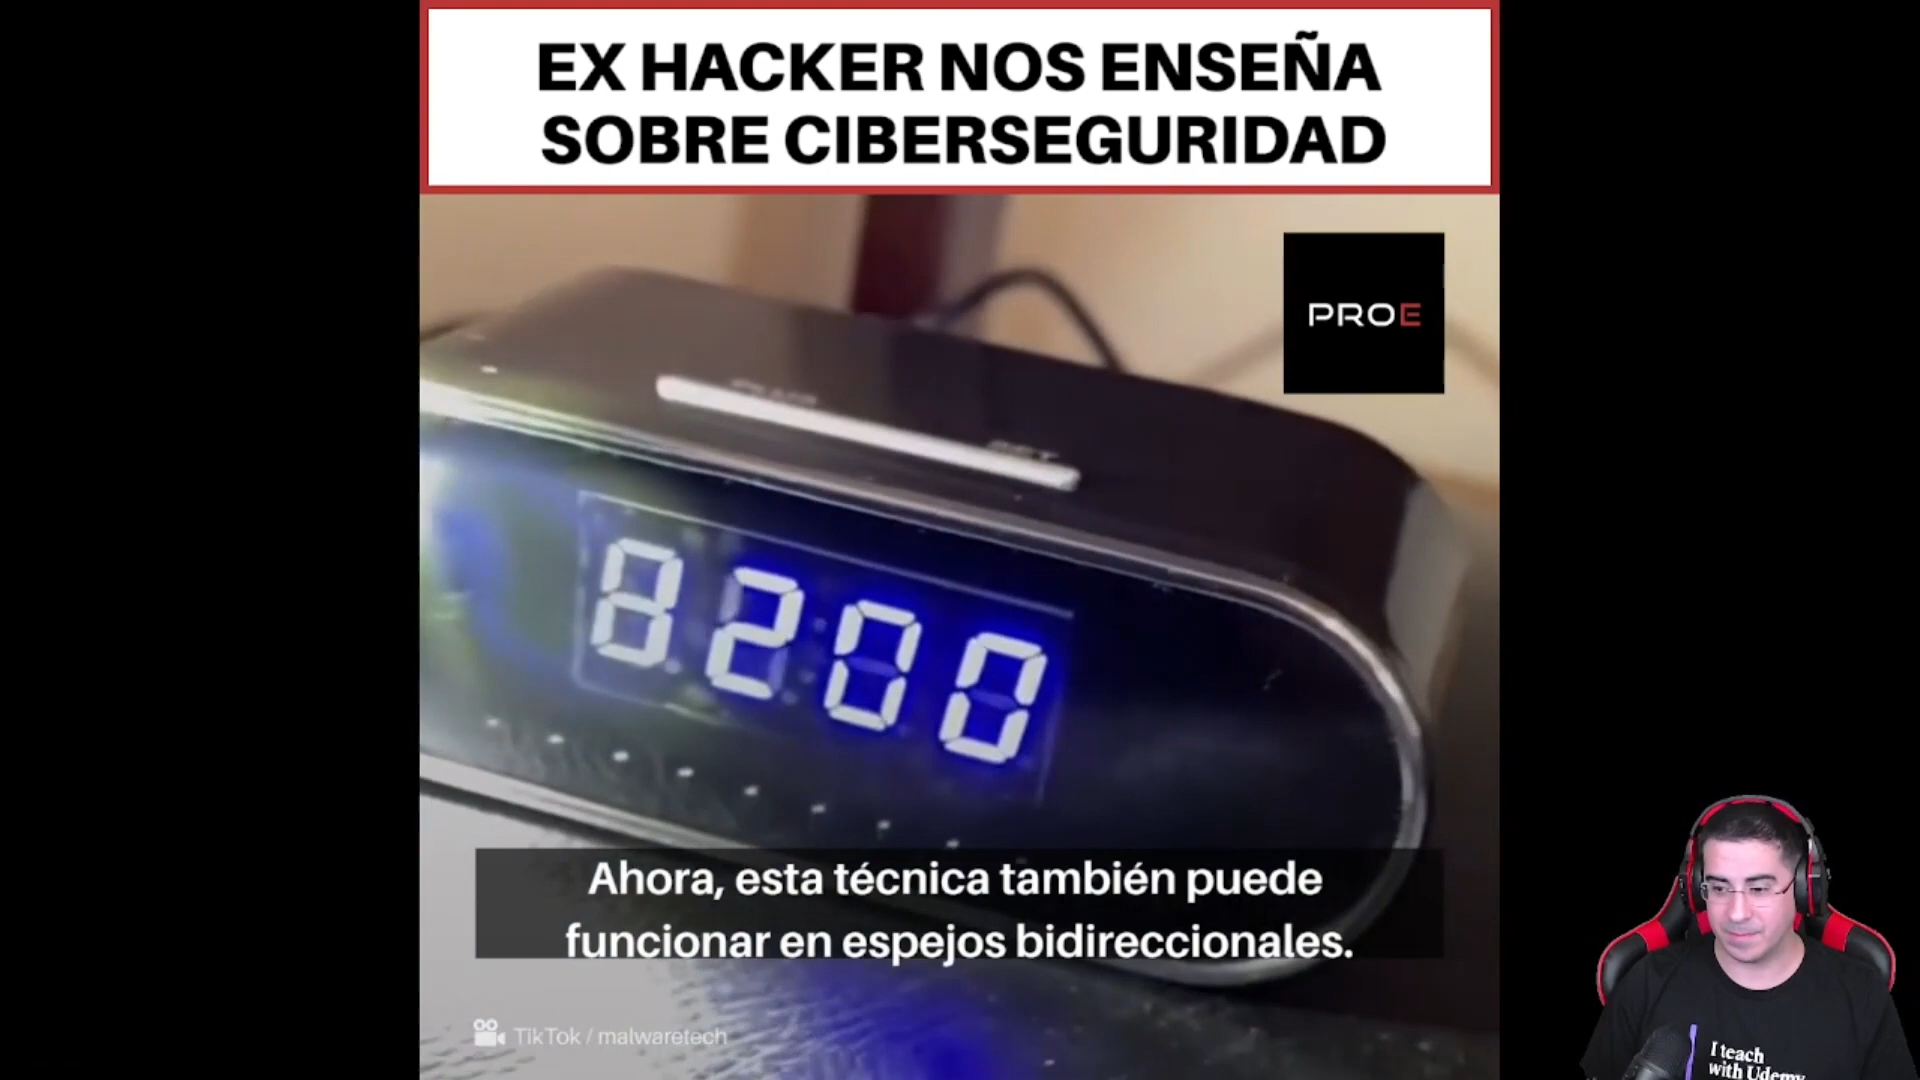 EX HACKER NOS ENSEÑA
SOBRE CIBERSEGURIDAD
PROE
8200
Ahora, esta técnica también puede
funcionar en espejos bidireccionales.
TikTok / malwaretech
I teach
with Udemy